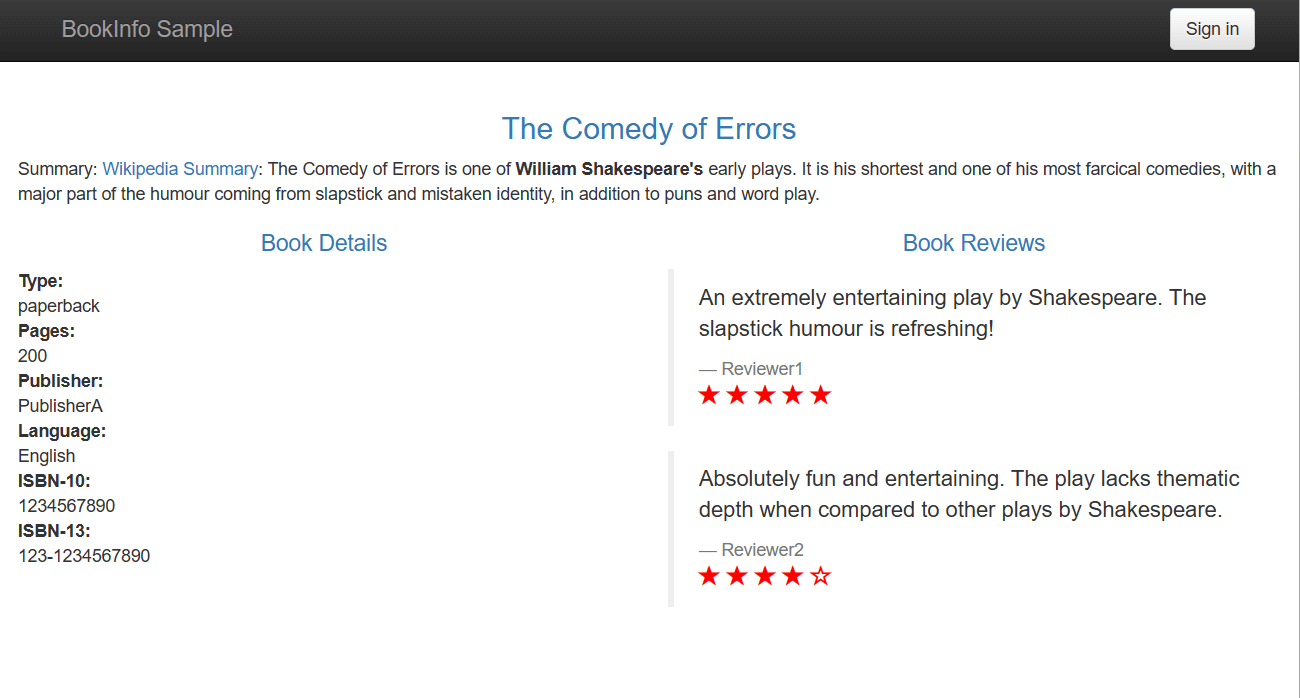 BookInfo Sample
Sign in
The Comedy of Errors
Summary: Wikipedia Summary: The Comedy of Errors is one of William Shakespeare's early plays. It is his shortest and one of his most farcical comedies, with a
major part of the humour coming from slapstick and mistaken identity, in addition to puns and word play.
Book Details
Type:
paperback
Pages:
200
Publisher:
PublisherA
Language:
English
ISBN-10:
1234567890
ISBN-13:
123-1234567890
Book Reviews
An extremely entertaining play by Shakespeare. The
slapstick humour is refreshing!
— Reviewer1
★ ★ ★ ★ ★
Absolutely fun and entertaining. The play lacks thematic
depth when compared to other plays by Shakespeare.
— Reviewer2
★ ★ ★ ★ ☆